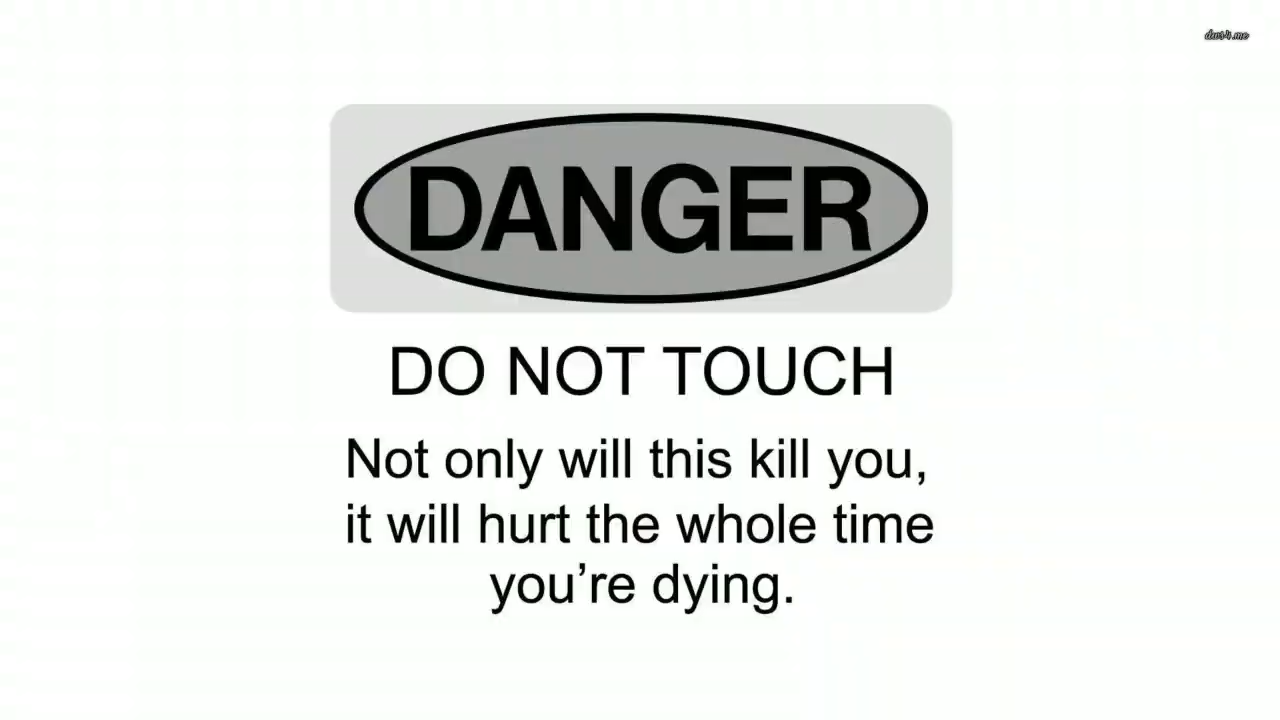 DANGER
DO NOT TOUCH
Not only will this kill you,
it will hurt the whole time
you’re dying.